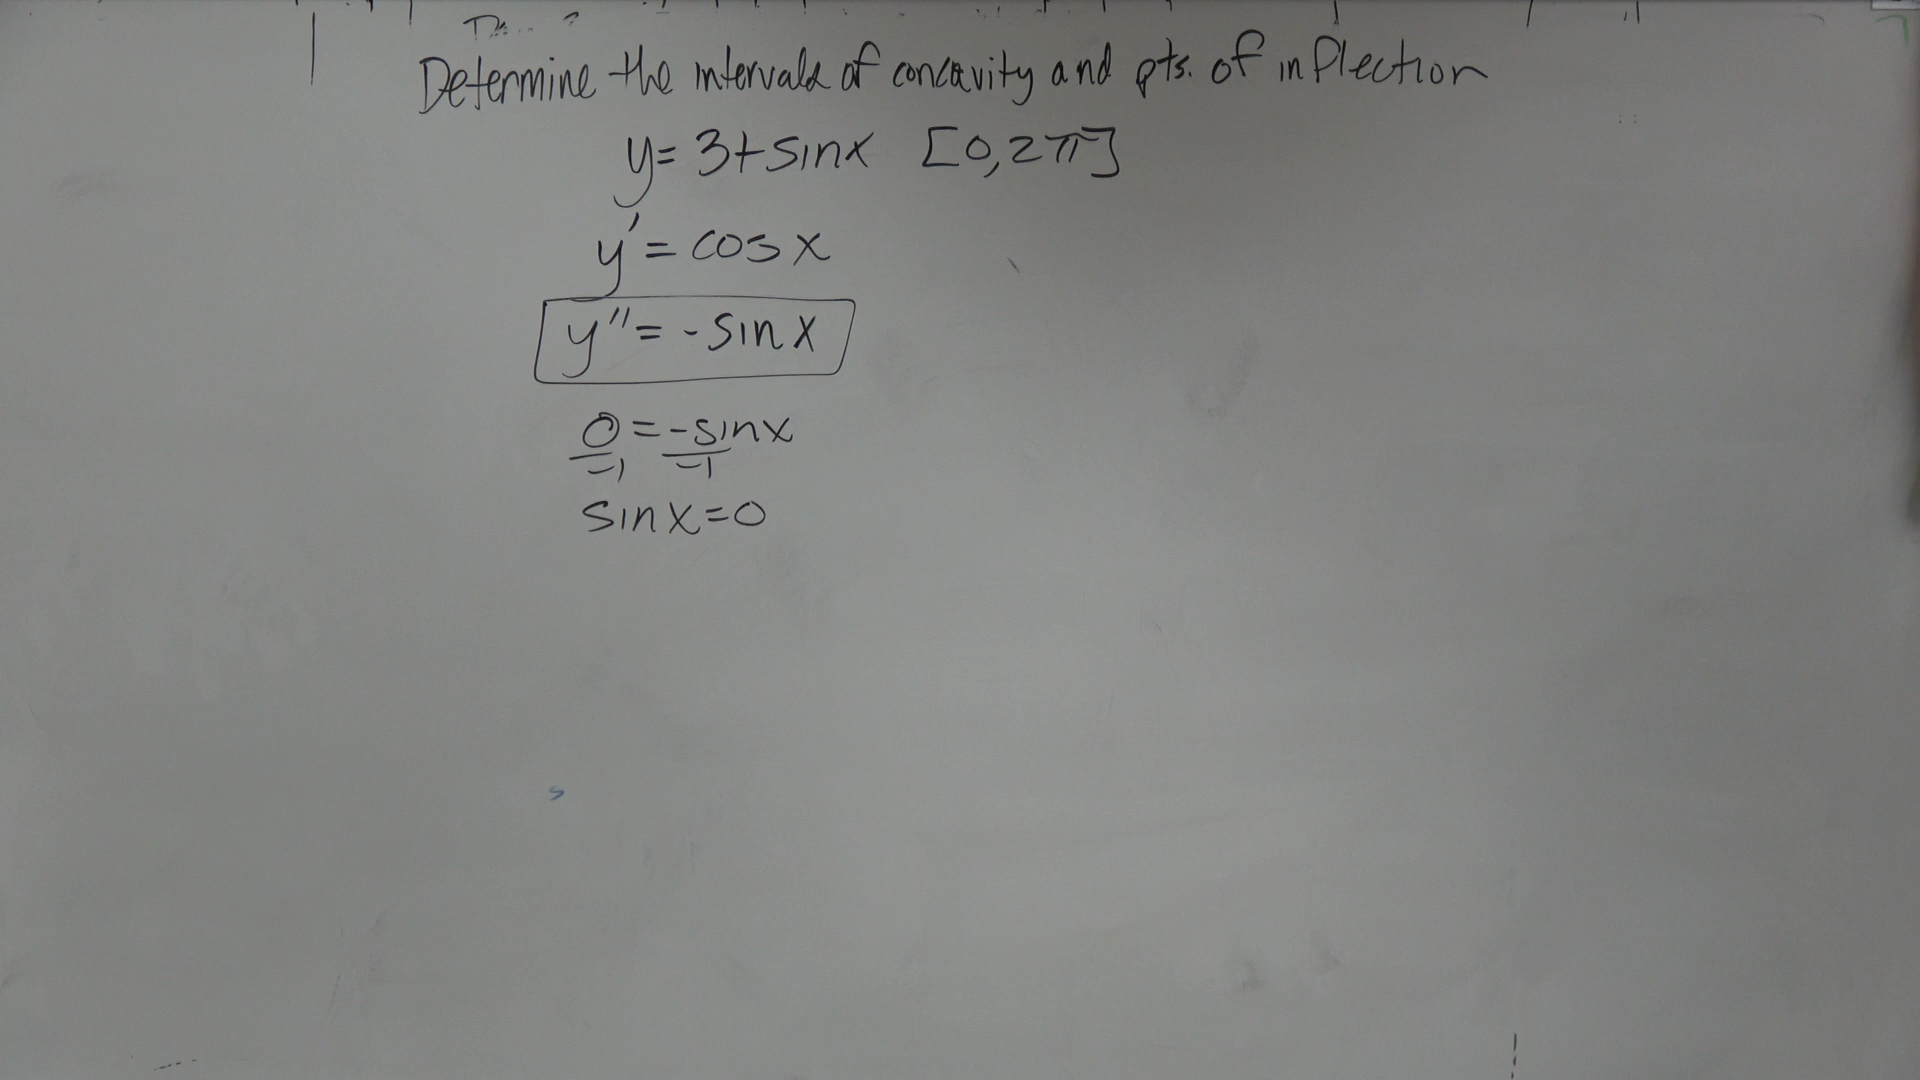 Determine the intervals of concavity and pts. of inflection
y = 3+sinx [0,2π]
y' = cos x
y'' = -sin x
0 = -sinx
-1 -1
sin x = 0